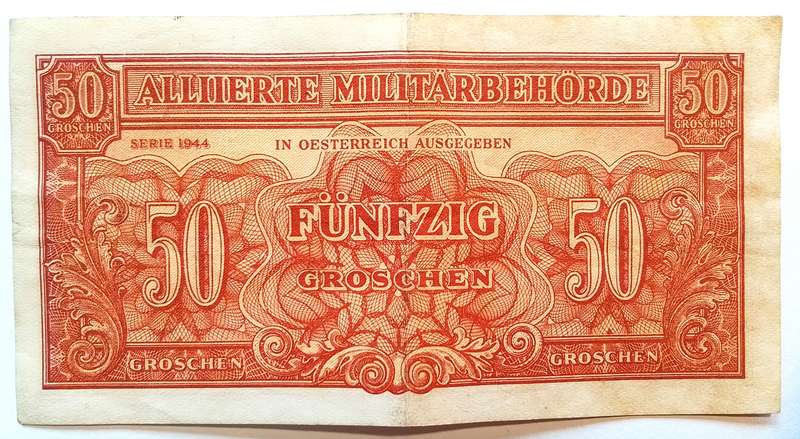 50 ALLIIERTE MILITÄRBEHÖRDE 50
GROSCHEN GROSCHEN
SERIE 1944 IN OESTERREICH AUSGEGEBEN
50 FÜNFZIG 50
GROSCHEN
GROSCHEN GROSCHEN